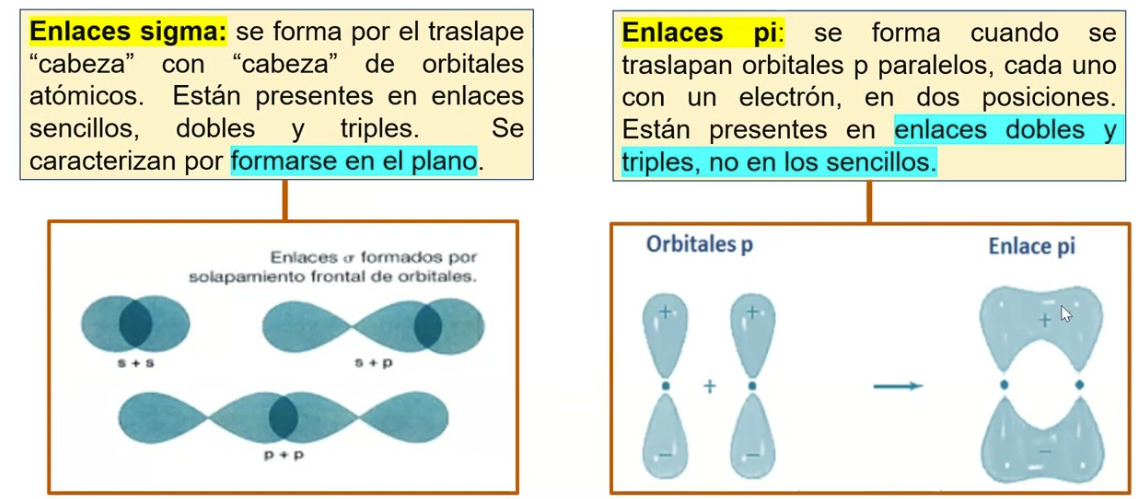 Enlaces sigma: se forma por el traslape
“cabeza” con “cabeza” de orbitales
atómicos. Están presentes en enlaces
sencillos, dobles y triples. Se
caracterizan por formarse en el plano.
Enlaces σ formados por
solapamiento frontal de orbitales.
s + s
s + p
p + p
Enlaces pi: se forma cuando se
traslapan orbitales p paralelos, cada uno
con un electrón, en dos posiciones.
Están presentes en enlaces dobles y
triples, no en los sencillos.
Orbitales p
Enlace pi
+ + +
+
− − −